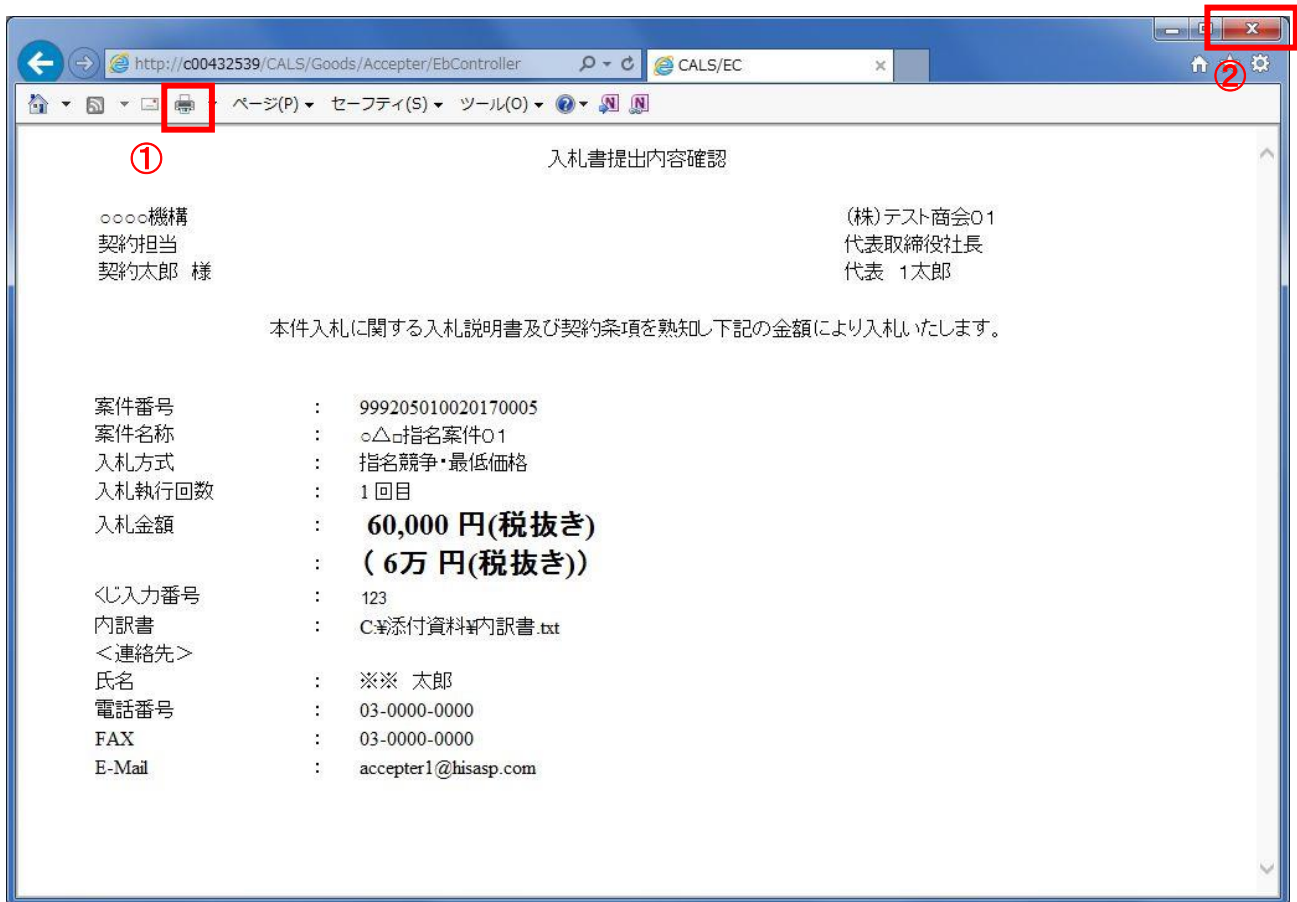 http://c00432539/CALS/Goods/Accepter/EbController CALS/EC
②
ページ(P) セーフティ(S) ツール(O)
①
入札書提出内容確認
○○○○機構 (株)テスト商会01
契約担当 代表取締役社長
契約太郎 様 代表 1太郎
本件入札に関する入札説明書及び契約条項を熟知し下記の金額により入札いたします。
案件番号 : 999205010020170005
案件名称 : ○△□指名案件01
入札方式 : 指名競争・最低価格
入札執行回数 : 1回目
入札金額 : 60,000 円(税抜き)
: ( 6万 円(税抜き))
くじ入力番号 : 123
内訳書 : C:¥添付資料¥内訳書.txt
＜連絡先＞
氏名 : ※※ 太郎
電話番号 : 03-0000-0000
FAX : 03-0000-0000
E-Mail : accepter1@hisasp.com